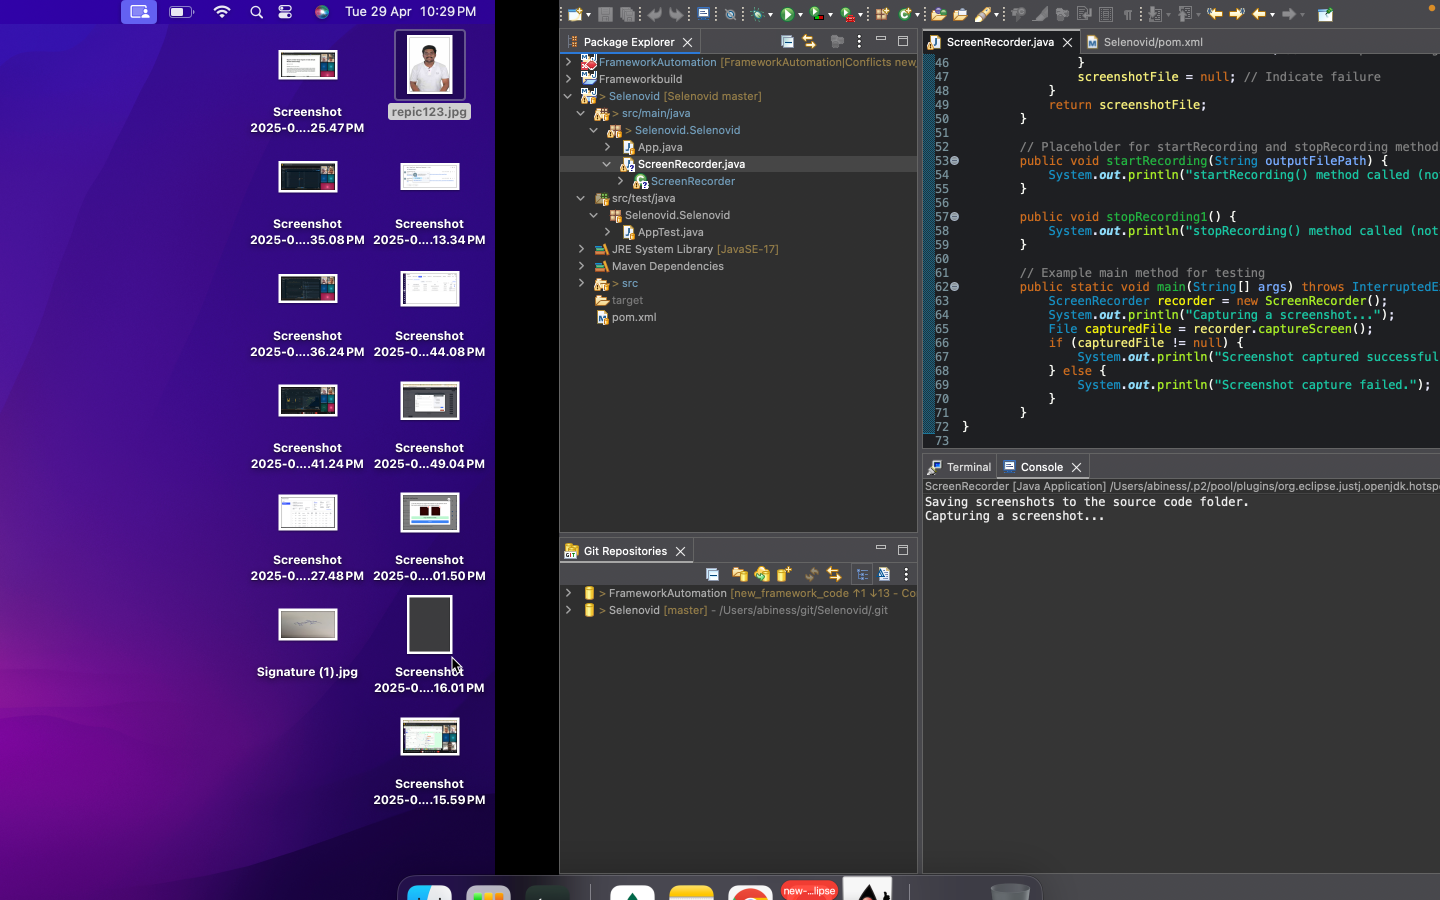 Tue 29 Apr 10:29 PM
Screenshot
2025-0....25.47 PM
repic123.jpg
Screenshot
2025-0....35.08 PM
Screenshot
2025-0....13.34 PM
Screenshot
2025-0....36.24 PM
Screenshot
2025-0....44.08 PM
Screenshot
2025-0....41.24 PM
Screenshot
2025-0....49.04 PM
Screenshot
2025-0....27.48 PM
Screenshot
2025-0....01.50 PM
Signature (1).jpg
Screenshot
2025-0....16.01 PM
Screenshot
2025-0....15.59 PM
Package Explorer
FrameworkAutomation [FrameworkAutomation|Conflicts new_
Frameworkbuild
> Selenovid [Selenovid master]
> src/main/java
> Selenovid.Selenovid
App.java
ScreenRecorder.java
ScreenRecorder
src/test/java
Selenovid.Selenovid
AppTest.java
JRE System Library [JavaSE-17]
Maven Dependencies
> src
target
pom.xml
Git Repositories
> FrameworkAutomation [new_framework_code ↑1 ↓13 - Co
> Selenovid [master] - /Users/abiness/git/Selenovid/.git
ScreenRecorder.java
Selenovid/pom.xml
46 }
47 screenshotFile = null; // Indicate failure
48 }
49 return screenshotFile;
50 }
51
52 // Placeholder for startRecording and stopRecording method
53 public void startRecording(String outputFilePath) {
54 System.out.println("startRecording() method called (no
55 }
56
57 public void stopRecording1() {
58 System.out.println("stopRecording() method called (not
59 }
60
61 // Example main method for testing
62 public static void main(String[] args) throws InterruptedE
63 ScreenRecorder recorder = new ScreenRecorder();
64 System.out.println("Capturing a screenshot...");
65 File capturedFile = recorder.captureScreen();
66 if (capturedFile != null) {
67 System.out.println("Screenshot captured successful
68 } else {
69 System.out.println("Screenshot capture failed.");
70 }
71 }
72 }
73
Terminal
Console
ScreenRecorder [Java Application] /Users/abiness/.p2/pool/plugins/org.eclipse.justj.openjdk.hotsp
Saving screenshots to the source code folder.
Capturing a screenshot...
new-...lipse